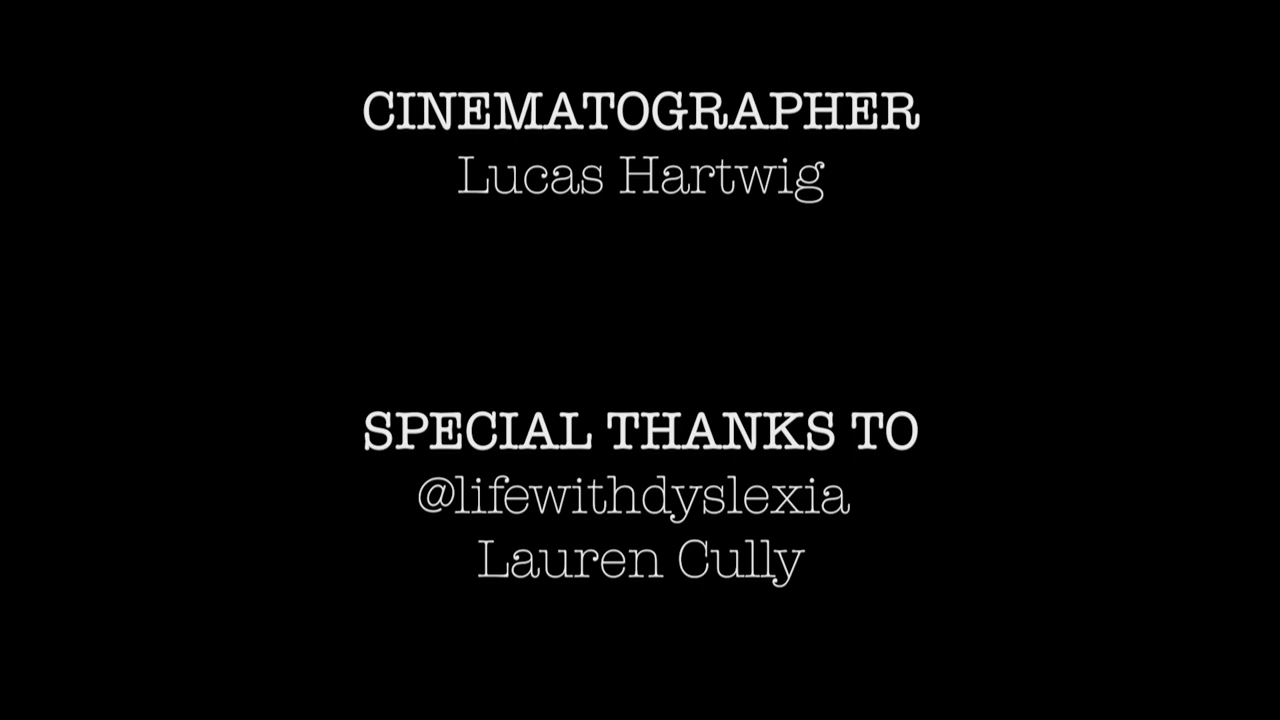 CINEMATOGRAPHER
Lucas Hartwig
SPECIAL THANKS TO
@lifewithdyslexia
Lauren Cully